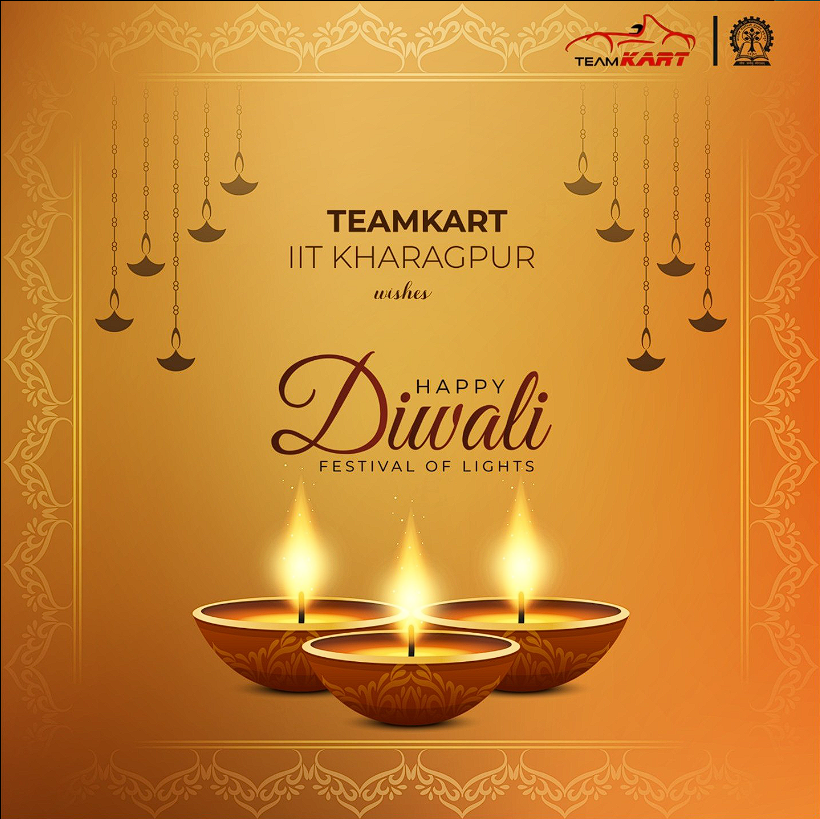 TEAMKART
TEAMKART
IIT KHARAGPUR
wishes
HAPPY
Diwali
FESTIVAL OF LIGHTS